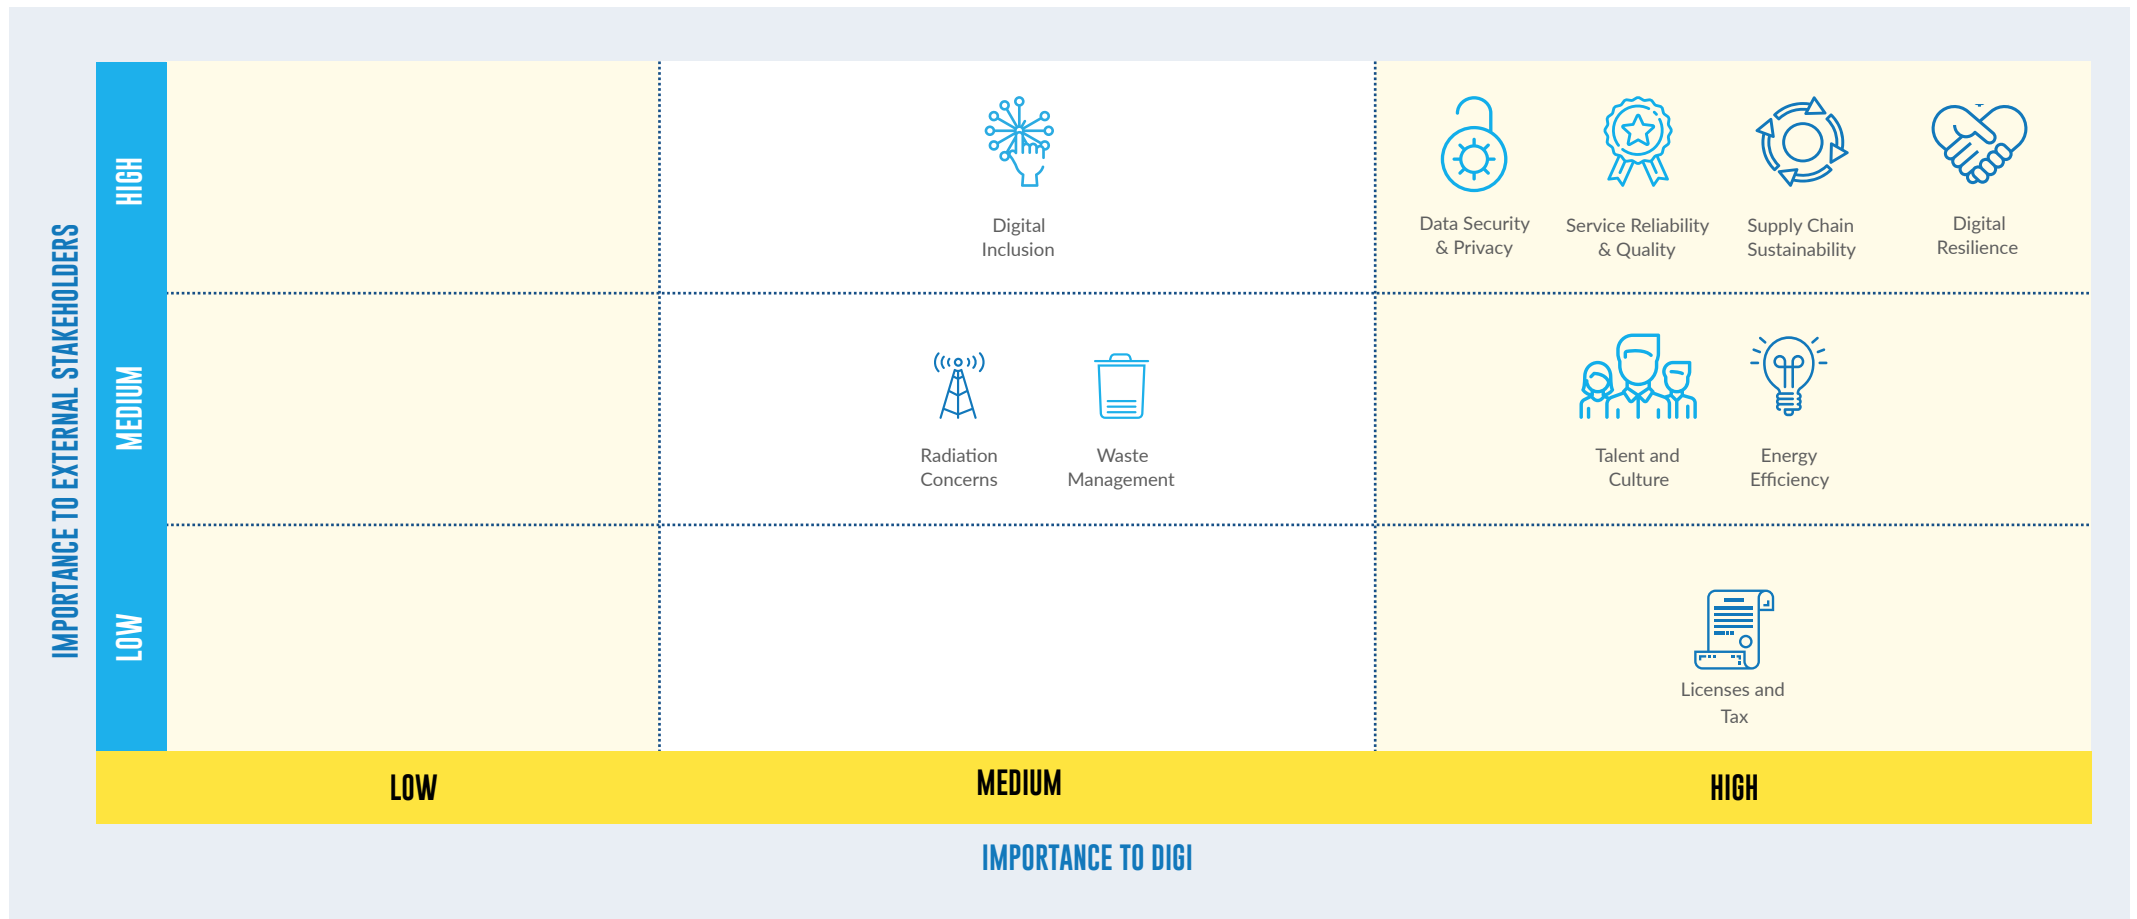 IMPORTANCE TO EXTERNAL STAKEHOLDERS
HIGH
Digital
Inclusion
Data Security
& Privacy
Service Reliability
& Quality
Supply Chain
Sustainability
Digital
Resilience
MEDIUM
Radiation
Concerns
Waste
Management
Talent and
Culture
Energy
Efficiency
LOW
Licenses and
Tax
LOW
MEDIUM
HIGH
IMPORTANCE TO DIGI